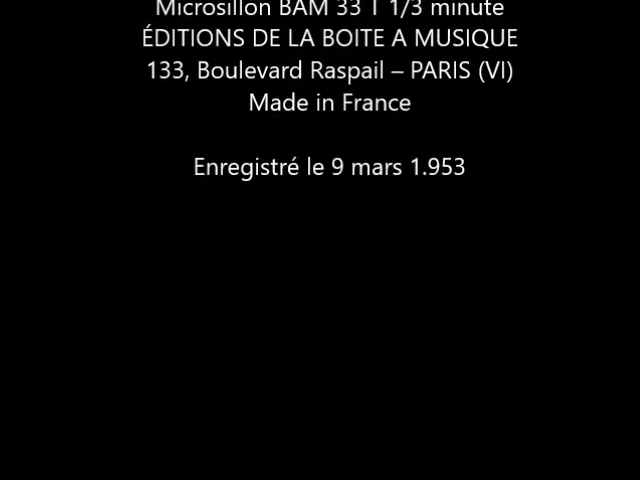 Microsillon BAM 33 T 1/3 minute
ÉDITIONS DE LA BOITE A MUSIQUE
133, Boulevard Raspail – PARIS (VI)
Made in France
Enregistré le 9 mars 1.953